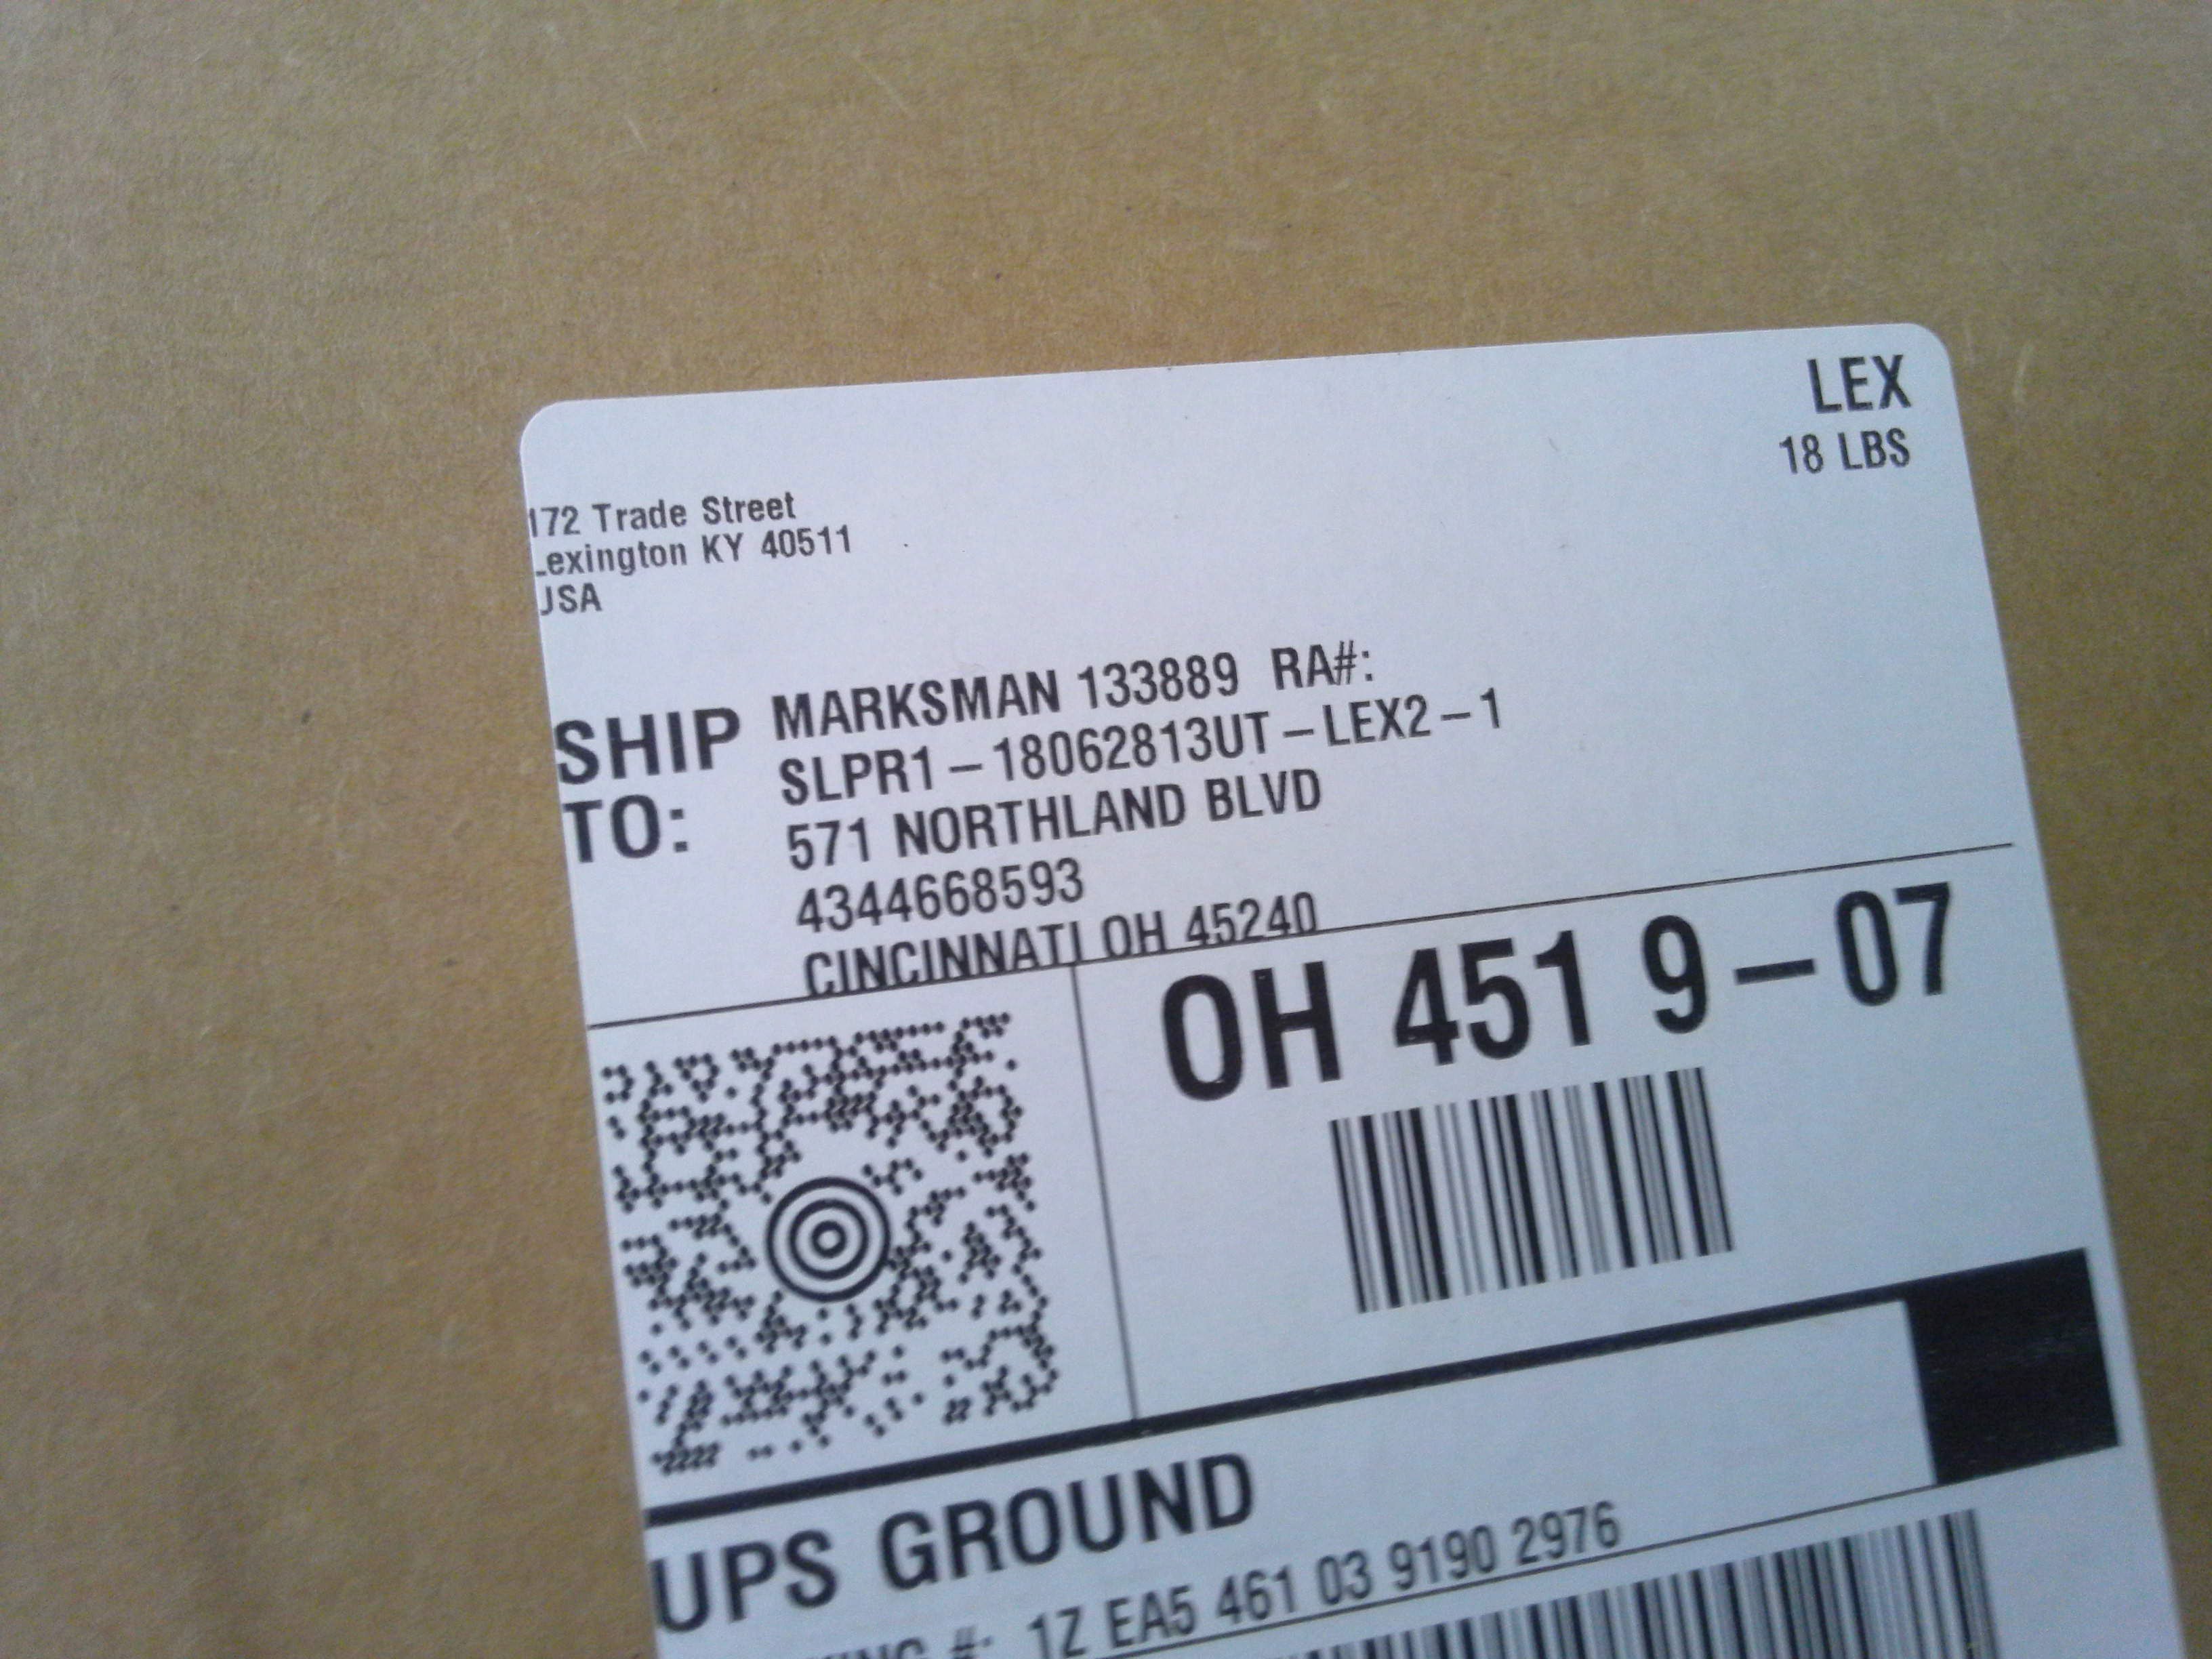 LEX
18 LBS
172 Trade Street
Lexington KY 40511
USA
SHIP TO:
MARKSMAN 133889 RA#:
SLPR1-18062813UT-LEX2-1
571 NORTHLAND BLVD
4344668593
CINCINNATI OH 45240
OH 451 9-07
UPS GROUND
#: 1Z EA5 461 03 9190 2976